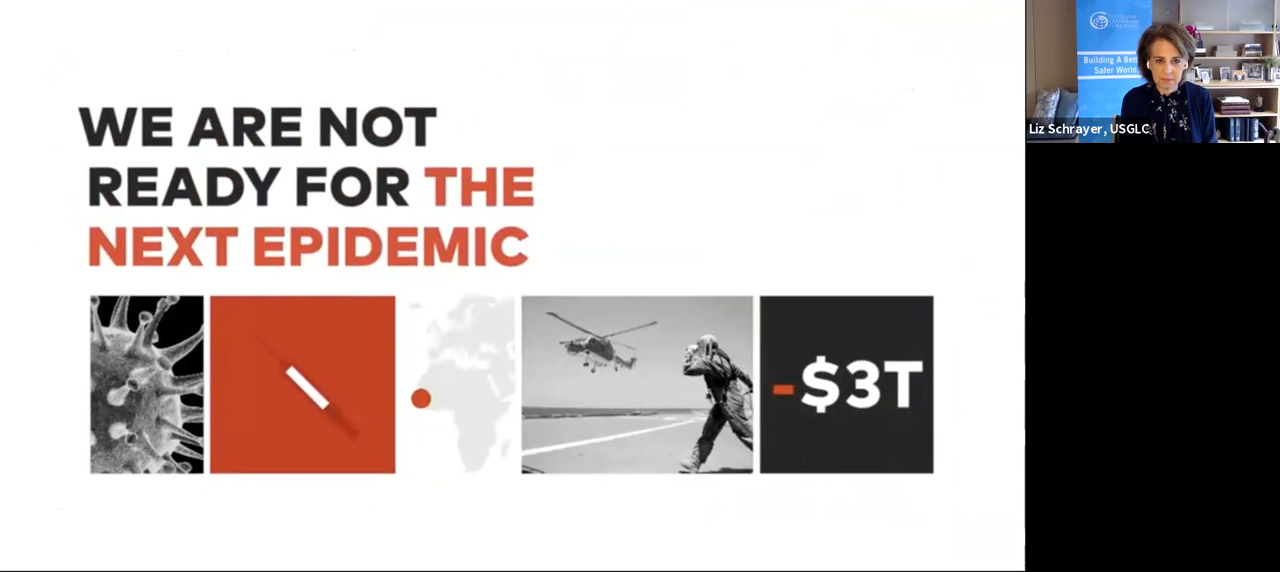 WE ARE NOT
READY FOR THE
NEXT EPIDEMIC
-$3T
Building A Bet
Safer World.
Liz Schrayer, USGLC